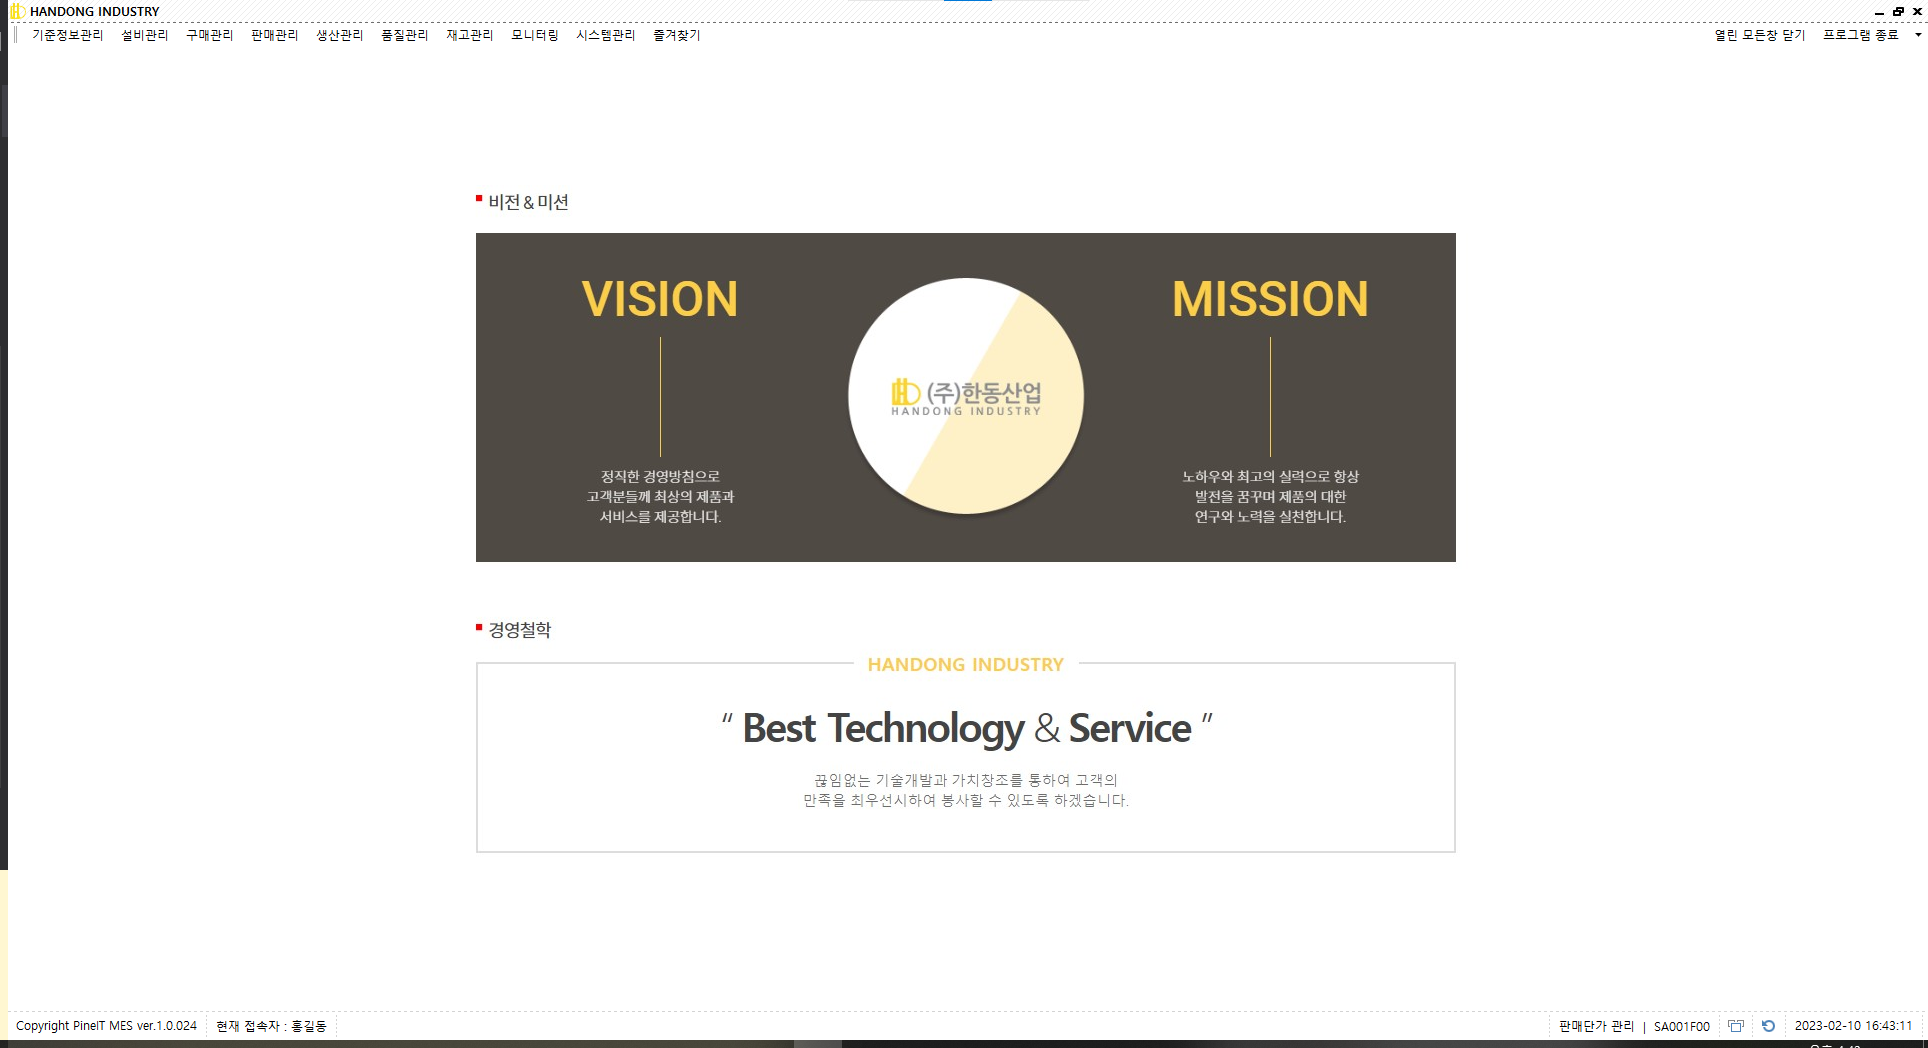 HANDONG INDUSTRY
기준정보관리 설비관리 구매관리 판매관리 생산관리 품질관리 재고관리 모니터링 시스템관리 즐겨찾기 열린 모든창 닫기 프로그램 종료
비전 & 미션
VISION
MISSION
(주)한동산업
HANDONG INDUSTRY
정직한 경영방침으로
고객분들께 최상의 제품과
서비스를 제공합니다.
노하우와 최고의 실력으로 항상
발전을 꿈꾸며 제품의 대한
연구와 노력을 실천합니다.
경영철학
HANDONG INDUSTRY
“ Best Technology & Service ”
끊임없는 기술개발과 가치창조를 통하여 고객의
만족을 최우선시하여 봉사할 수 있도록 하겠습니다.
Copyright PineIT MES ver.1.0.024 현재 접속자 : 홍길동 판매단가 관리 | SA001F00 2023-02-10 16:43:11